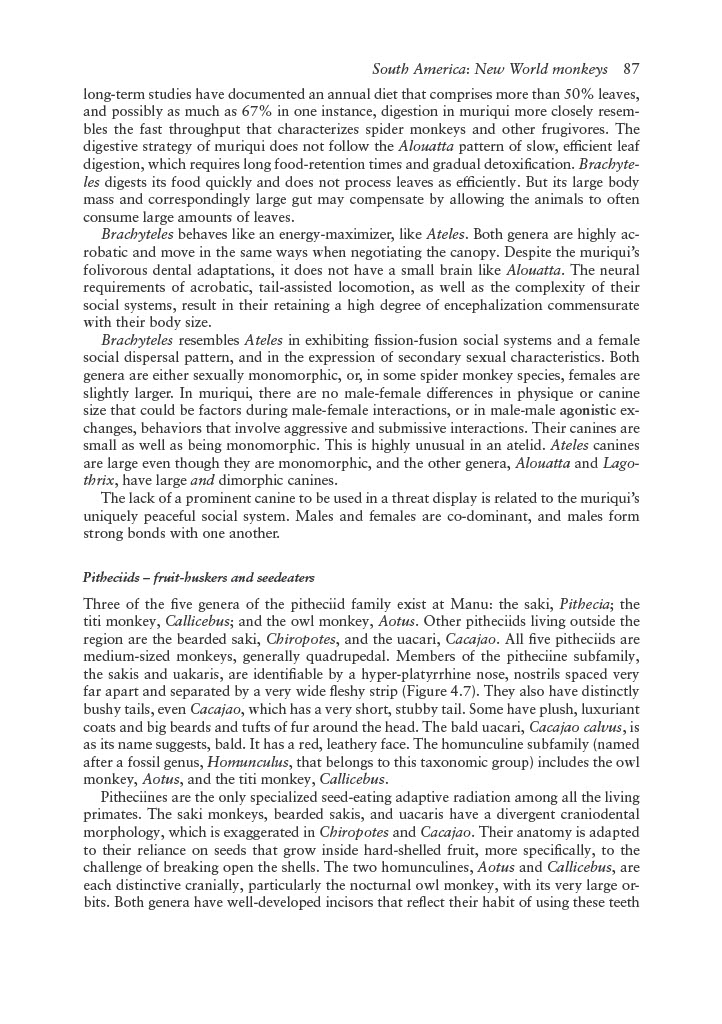 South America: New World monkeys 87
long-term studies have documented an annual diet that comprises more than 50% leaves,
and possibly as much as 67% in one instance, digestion in muriqui more closely resem-
bles the fast throughput that characterizes spider monkeys and other frugivores. The
digestive strategy of muriqui does not follow the Alouatta pattern of slow, efficient leaf
digestion, which requires long food-retention times and gradual detoxification. Brachyte-
les digests its food quickly and does not process leaves as efficiently. But its large body
mass and correspondingly large gut may compensate by allowing the animals to often
consume large amounts of leaves.
Brachyteles behaves like an energy-maximizer, like Ateles. Both genera are highly ac-
robatic and move in the same ways when negotiating the canopy. Despite the muriqui's
folivorous dental adaptations, it does not have a small brain like Alouatta. The neural
requirements of acrobatic, tail-assisted locomotion, as well as the complexity of their
social systems, result in their retaining a high degree of encephalization commensurate
with their body size.
Brachyteles resembles Ateles in exhibiting fission-fusion social systems and a female
social dispersal pattern, and in the expression of secondary sexual characteristics. Both
genera are either sexually monomorphic, or, in some spider monkey species, females are
slightly larger. In muriqui, there are no male-female differences in physique or canine
size that could be factors during male-female interactions, or in male-male agonistic ex-
changes, behaviors that involve aggressive and submissive interactions. Their canines are
small as well as being monomorphic. This is highly unusual in an atelid. Ateles canines
are large even though they are monomorphic, and the other genera, Alouatta and Lago-
thrix, have large and dimorphic canines.
The lack of a prominent canine to be used in a threat display is related to the muriqui's
uniquely peaceful social system. Males and females are co-dominant, and males form
strong bonds with one another.
Pitheciids – fruit-huskers and seedeaters
Three of the five genera of the pitheciid family exist at Manu: the saki, Pithecia; the
titi monkey, Callicebus; and the owl monkey, Aotus. Other pitheciids living outside the
region are the bearded saki, Chiropotes, and the uacari, Cacajao. All five pitheciids are
medium-sized monkeys, generally quadrupedal. Members of the pitheciine subfamily,
the sakis and uakaris, are identifiable by a hyper-platyrrhine nose, nostrils spaced very
far apart and separated by a very wide fleshy strip (Figure 4.7). They also have distinctly
bushy tails, even Cacajao, which has a very short, stubby tail. Some have plush, luxuriant
coats and big beards and tufts of fur around the head. The bald uacari, Cacajao calvus, is
as its name suggests, bald. It has a red, leathery face. The homunculine subfamily (named
after a fossil genus, Homunculus, that belongs to this taxonomic group) includes the owl
monkey, Aotus, and the titi monkey, Callicebus.
Pitheciines are the only specialized seed-eating adaptive radiation among all the living
primates. The saki monkeys, bearded sakis, and uacaris have a divergent craniodental
morphology, which is exaggerated in Chiropotes and Cacajao. Their anatomy is adapted
to their reliance on seeds that grow inside hard-shelled fruit, more specifically, to the
challenge of breaking open the shells. The two homunculines, Aotus and Callicebus, are
each distinctive cranially, particularly the nocturnal owl monkey, with its very large or-
bits. Both genera have well-developed incisors that reflect their habit of using these teeth